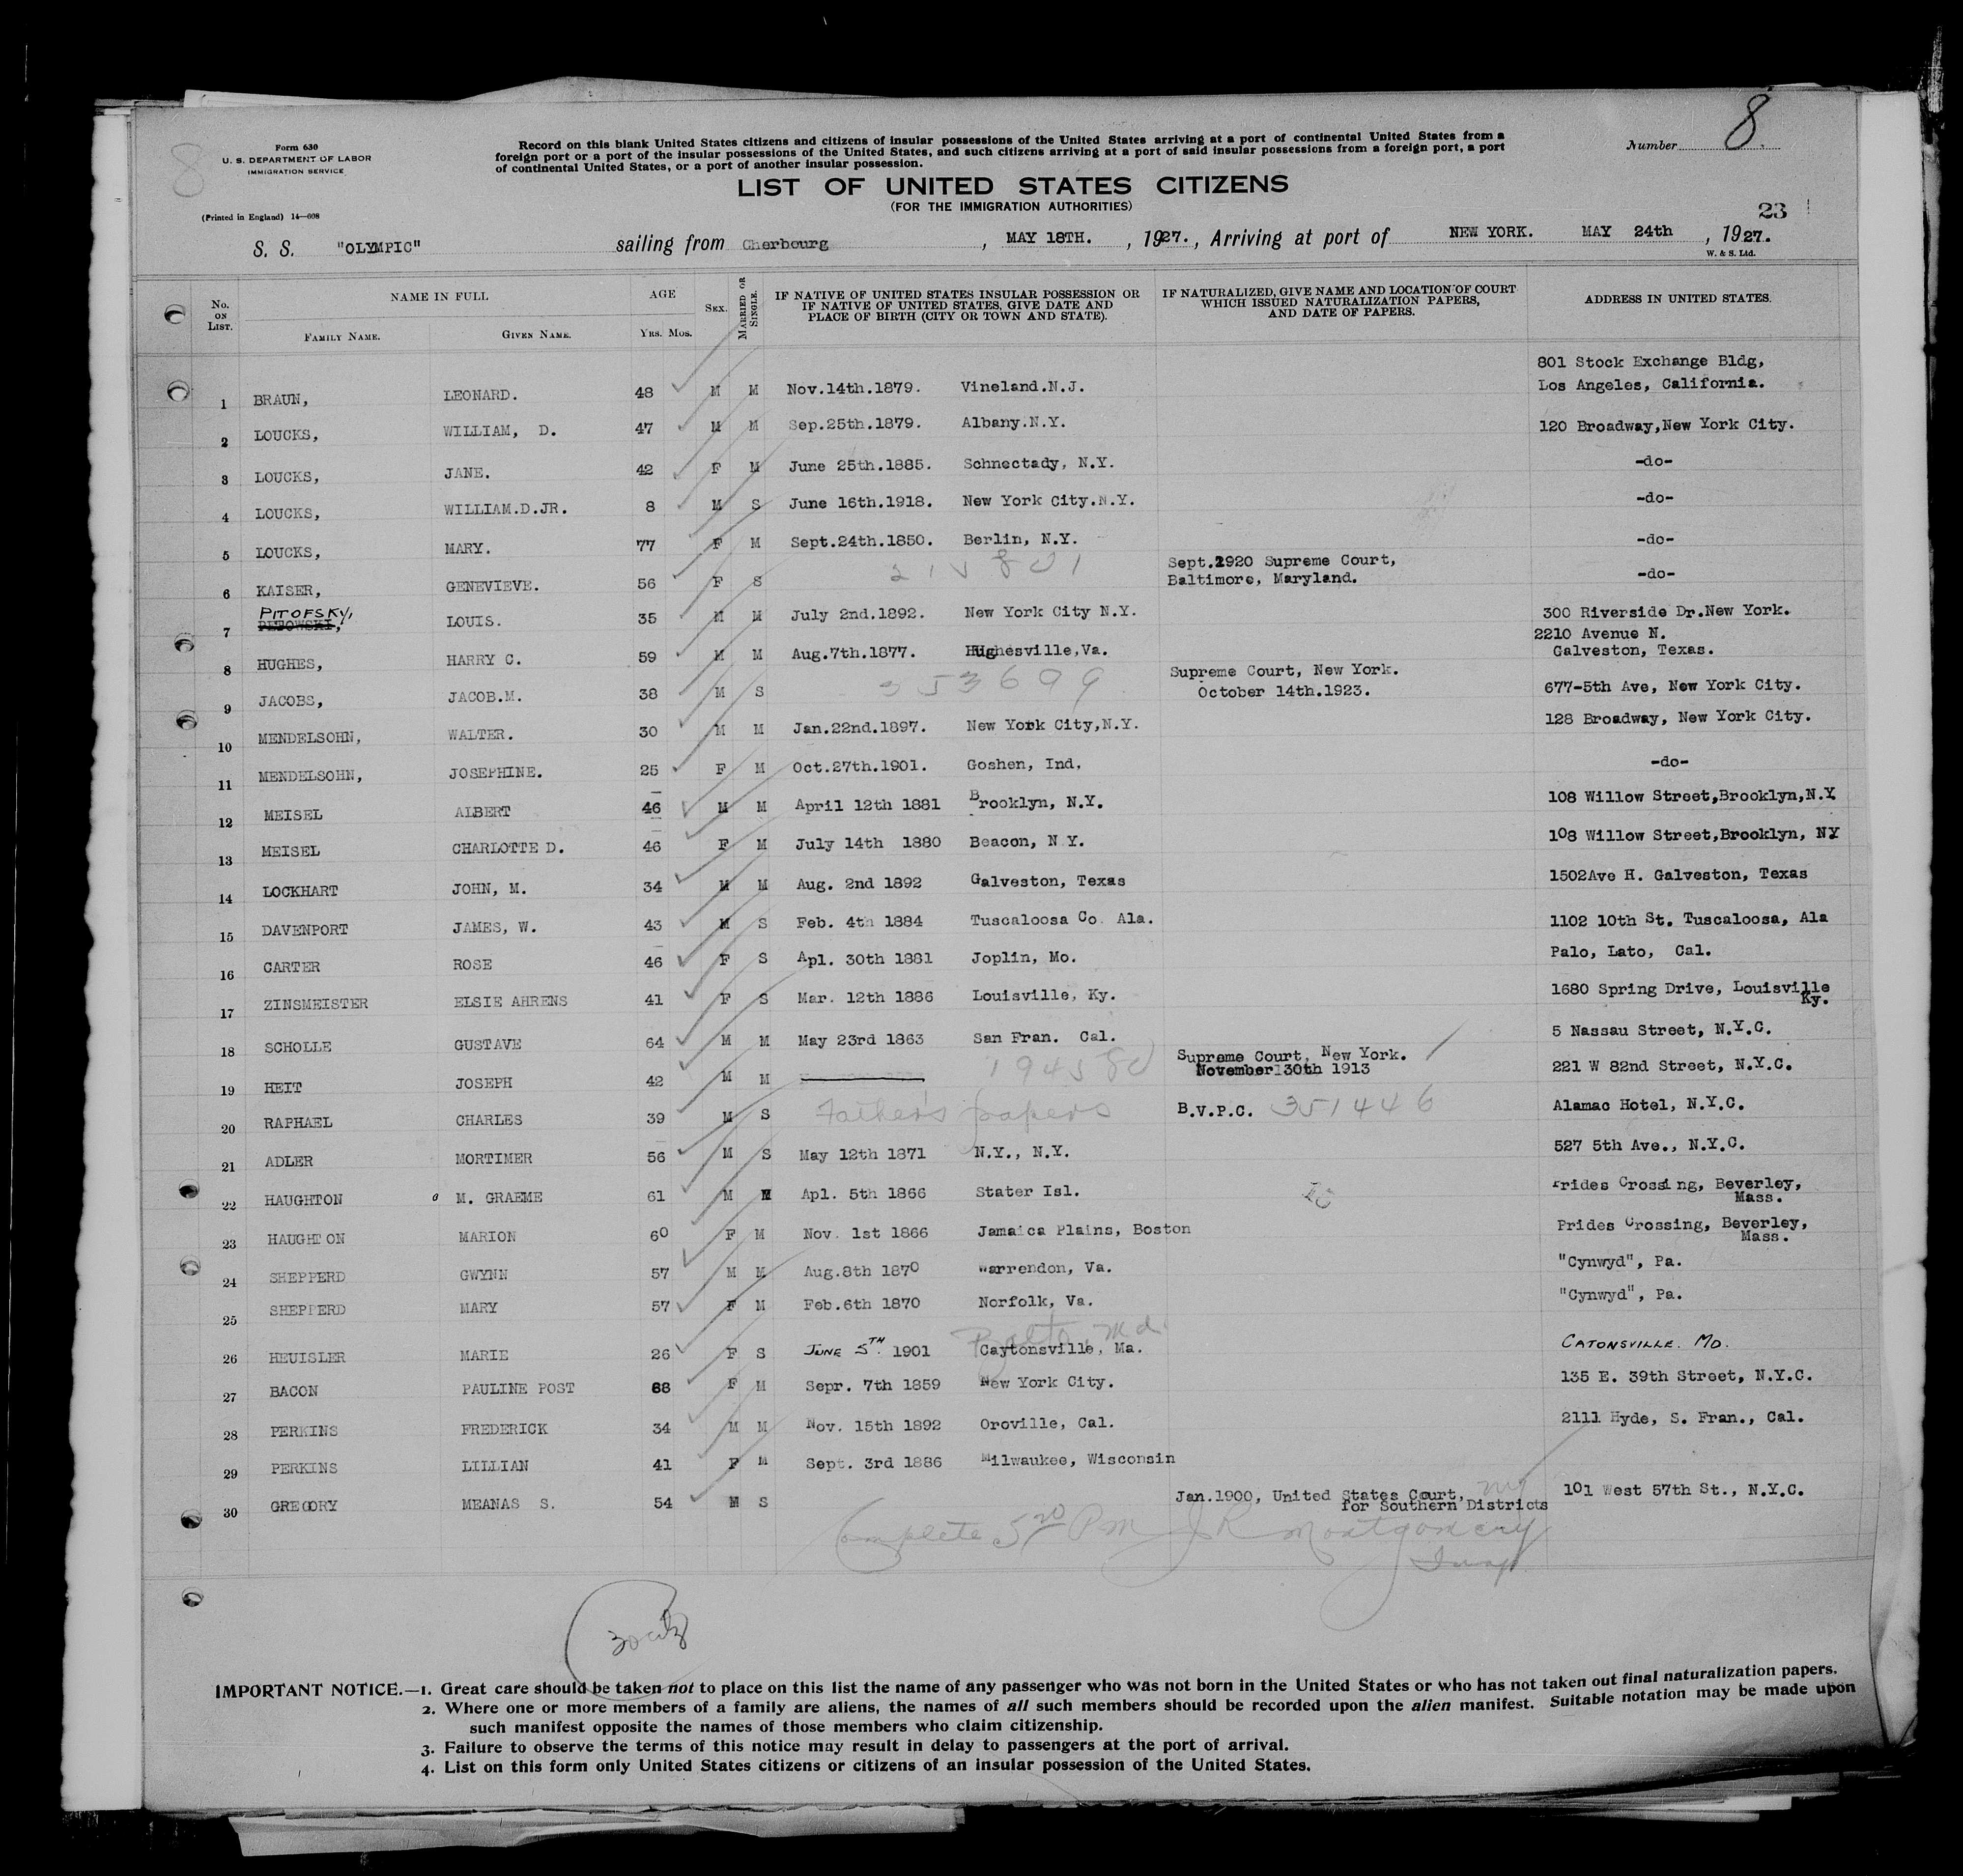 8
Form 630
U. S. DEPARTMENT OF LABOR
IMMIGRATION SERVICE
(Printed in England) 14—608
Record on this blank United States citizens and citizens of insular possessions of the United States arriving at a port of continental United States from a
foreign port or a port of the insular possessions of the United States, and such citizens arriving at a port of said insular possessions from a foreign port, a port
of continental United States, or a port of another insular possession.
Number 8.
LIST OF UNITED STATES CITIZENS
(FOR THE IMMIGRATION AUTHORITIES)
23
S. S. "OLYMPIC" sailing from Cherbourg, MAY 18TH., 1927., Arriving at port of NEW YORK. MAY 24th, 1927.
W. & S. Ltd.
No. ON LIST. NAME IN FULL FAMILY NAME. GIVEN NAME. AGE YRS. MOS. SEX. MARRIED OR SINGLE. IF NATIVE OF UNITED STATES INSULAR POSSESSION OR IF NATIVE OF UNITED STATES, GIVE DATE AND PLACE OF BIRTH (CITY OR TOWN AND STATE). IF NATURALIZED, GIVE NAME AND LOCATION OF COURT WHICH ISSUED NATURALIZATION PAPERS, AND DATE OF PAPERS. ADDRESS IN UNITED STATES.
1 BRAUN, LEONARD. 48 M M Nov.14th.1879. Vineland.N.J. 801 Stock Exchange Bldg, Los Angeles, California.
2 LOUCKS, WILLIAM, D. 47 M M Sep.25th.1879. Albany.N.Y. 120 Broadway,New York City.
3 LOUCKS, JANE. 42 F M June 25th.1885. Schnectady, N.Y. -do-
4 LOUCKS, WILLIAM.D.JR. 8 M S June 16th.1918. New York City.N.Y. -do-
5 LOUCKS, MARY. 77 F M Sept.24th.1850. Berlin, N.Y. -do-
6 KAISER, GENEVIEVE. 56 F S Sept.1920 Supreme Court, Baltimore, Maryland. -do-
7 PITOFSKY, LOUIS. 35 M M July 2nd.1892. New York City N.Y. 300 Riverside Dr.New York.
8 HUGHES, HARRY C. 59 M M Aug.7th.1877. Hughesville,Va. 2210 Avenue N. Galveston, Texas.
9 JACOBS, JACOB.M. 38 M S 353699 Supreme Court, New York. October 14th.1923. 677-5th Ave, New York City.
10 MENDELSOHN, WALTER. 30 M M Jan.22nd.1897. New York City,N.Y. 128 Broadway, New York City.
11 MENDELSOHN, JOSEPHINE. 25 F M Oct.27th.1901. Goshen, Ind. -do-
12 MEISEL ALBERT 46 M M April 12th 1881 Brooklyn, N.Y. 108 Willow Street,Brooklyn,N.Y
13 MEISEL CHARLOTTE D. 46 F M July 14th 1880 Beacon, N.Y. 108 Willow Street,Brooklyn, NY
14 LOCKHART JOHN, M. 34 M M Aug. 2nd 1892 Galveston, Texas 1502Ave H. Galveston, Texas
15 DAVENPORT JAMES, W. 43 M S Feb. 4th 1884 Tuscaloosa Co. Ala. 1102 10th St. Tuscaloosa, Ala
16 CARTER ROSE 46 F S Apl. 30th 1881 Joplin, Mo. Palo, Lato, Cal.
17 ZINSMEISTER ELSIE AHRENS 41 F S Mar. 12th 1886 Louisville, Ky. 1680 Spring Drive, Louisville Ky.
18 SCHOLLE GUSTAVE 64 M M May 23rd 1863 San Fran. Cal. 5 Nassau Street, N.Y.C.
19 HEIT JOSEPH 42 M M 194580 Supreme Court, New York. November 30th 1913 221 W 82nd Street, N.Y.C.
20 RAPHAEL CHARLES 39 M S Father's papers B.V.P.C. 351446 Alamac Hotel, N.Y.C.
21 ADLER MORTIMER 56 M S May 12th 1871 N.Y., N.Y. 527 5th Ave., N.Y.C.
22 HAUGHTON M. GRAEME 61 M M Apl. 5th 1866 Stater Isl. Prides Crossing, Beverley, Mass.
23 HAUGHTON MARION 60 F M Nov. 1st 1866 Jamaica Plains, Boston Prides Crossing, Beverley, Mass.
24 SHEPPERD GWYNN 57 M M Aug.8th 1870 Warrendon, Va. "Cynwyd", Pa.
25 SHEPPERD MARY 57 F M Feb.6th 1870 Norfolk, Va. "Cynwyd", Pa.
26 HEUISLER MARIE 26 F S JUNE 5TH. 1901 Balto, Md. Caytonsville, Ma. CATONSVILLE. MD.
27 BACON PAULINE POST 68 F M Sepr. 7th 1859 New York City. 135 E. 39th Street, N.Y.C.
28 PERKINS FREDERICK 34 M M Nov. 15th 1892 Oroville, Cal. 2111 Hyde, S. Fran., Cal.
29 PERKINS LILLIAN 41 F M Sept. 3rd 1886 Milwaukee, Wisconsin
30 GREGORY MEANAS S. 54 M S Jan.1900, United States Court, NY for Southern Districts 101 West 57th St., N.Y.C.
Complete 5 20 PM J R Montgomery
Insp
30 citz
IMPORTANT NOTICE.—1. Great care should be taken not to place on this list the name of any passenger who was not born in the United States or who has not taken out final naturalization papers.
2. Where one or more members of a family are aliens, the names of all such members should be recorded upon the alien manifest. Suitable notation may be made upon
such manifest opposite the names of those members who claim citizenship.
3. Failure to observe the terms of this notice may result in delay to passengers at the port of arrival.
4. List on this form only United States citizens or citizens of an insular possession of the United States.